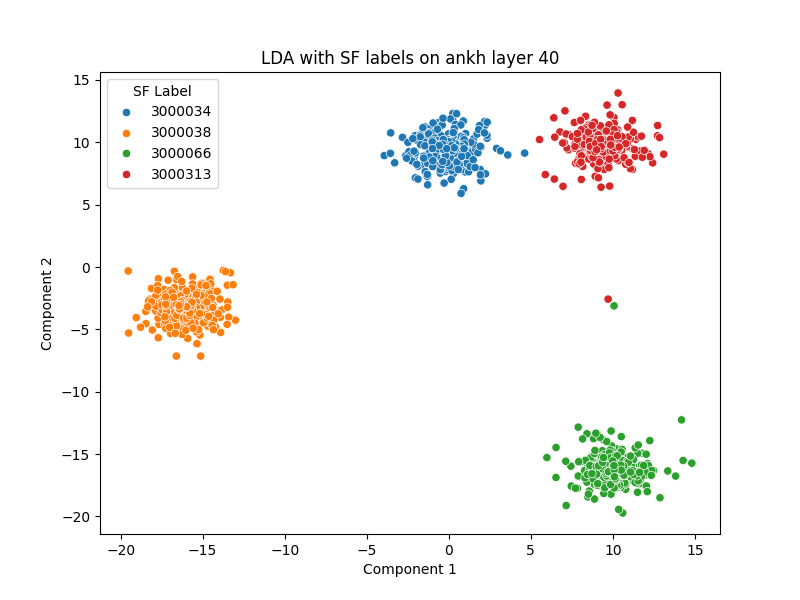 LDA with SF labels on ankh layer 40
SF Label
3000034
3000038
3000066
3000313
15
10
5
0
−5
−10
−15
−20
Component 2
−20 −15 −10 −5 0 5 10 15
Component 1